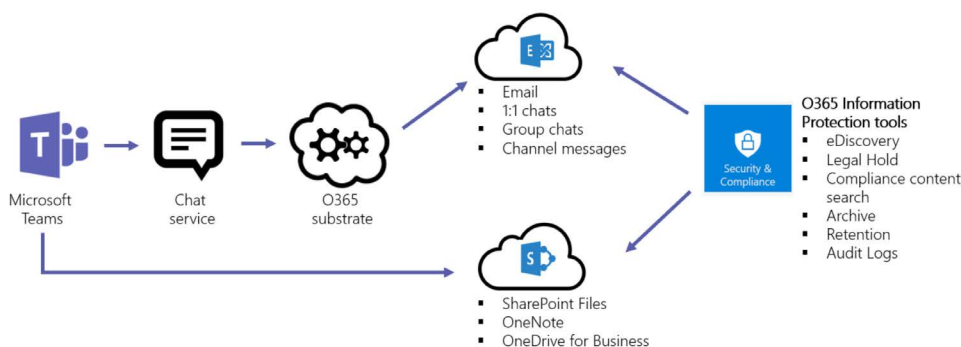 T
Microsoft
Teams
Chat
service
O365
substrate
E
Email
1:1 chats
Group chats
Channel messages
S
SharePoint Files
OneNote
OneDrive for Business
Security &
Compliance
O365 Information
Protection tools
eDiscovery
Legal Hold
Compliance content
search
Archive
Retention
Audit Logs